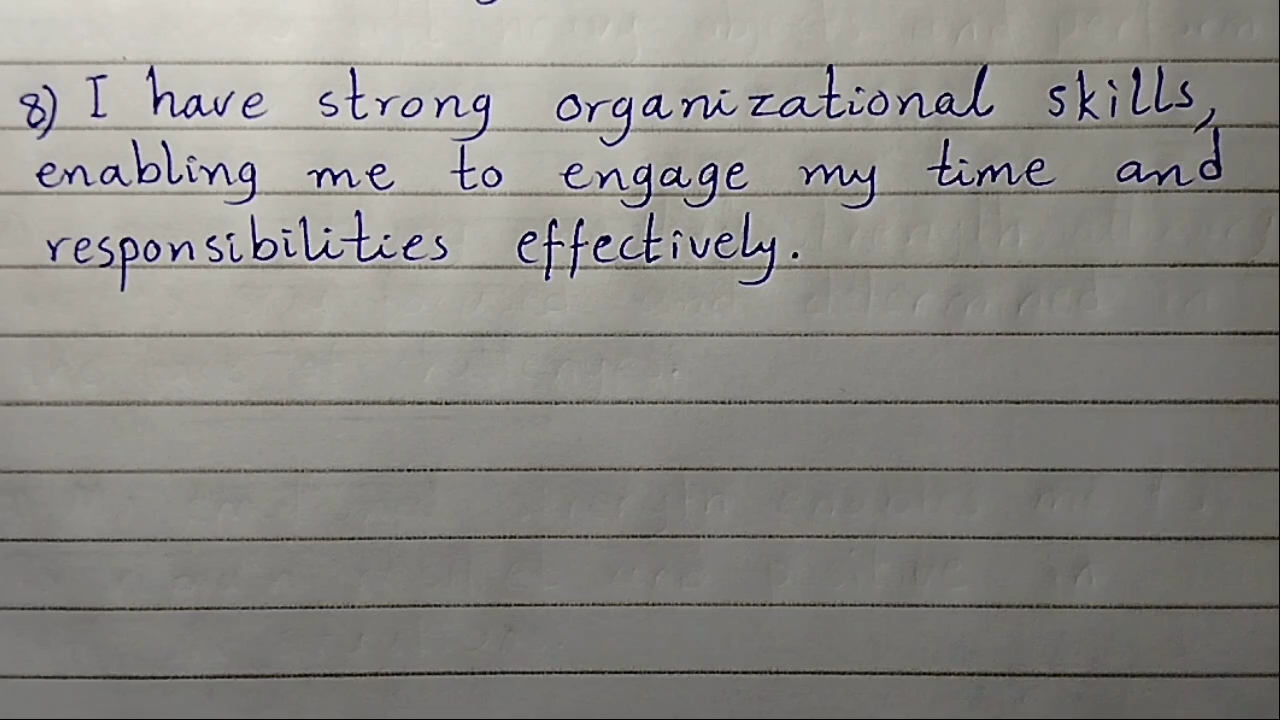 8) I have strong organizational skills,
enabling me to engage my time and
responsibilities effectively.